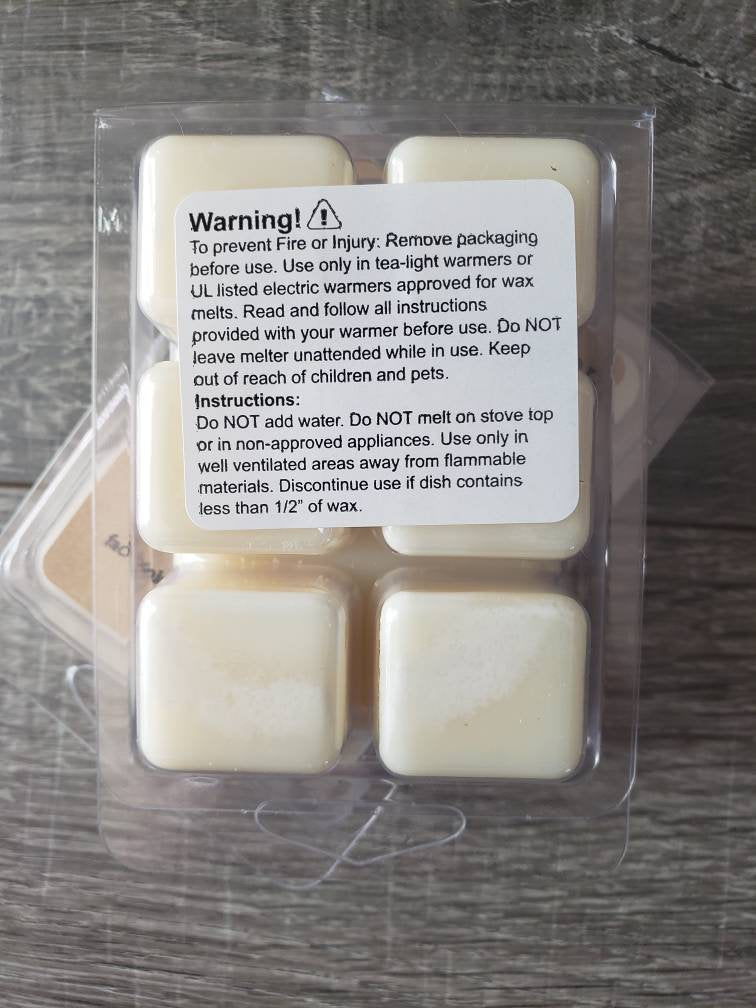 Warning!
To prevent Fire or Injury: Remove packaging
before use. Use only in tea-light warmers or
UL listed electric warmers approved for wax
melts. Read and follow all instructions
provided with your warmer before use. Do NOT
leave melter unattended while in use. Keep
out of reach of children and pets.
Instructions:
Do NOT add water. Do NOT melt on stove top
or in non-approved appliances. Use only in
well ventilated areas away from flammable
materials. Discontinue use if dish contains
less than 1/2” of wax.